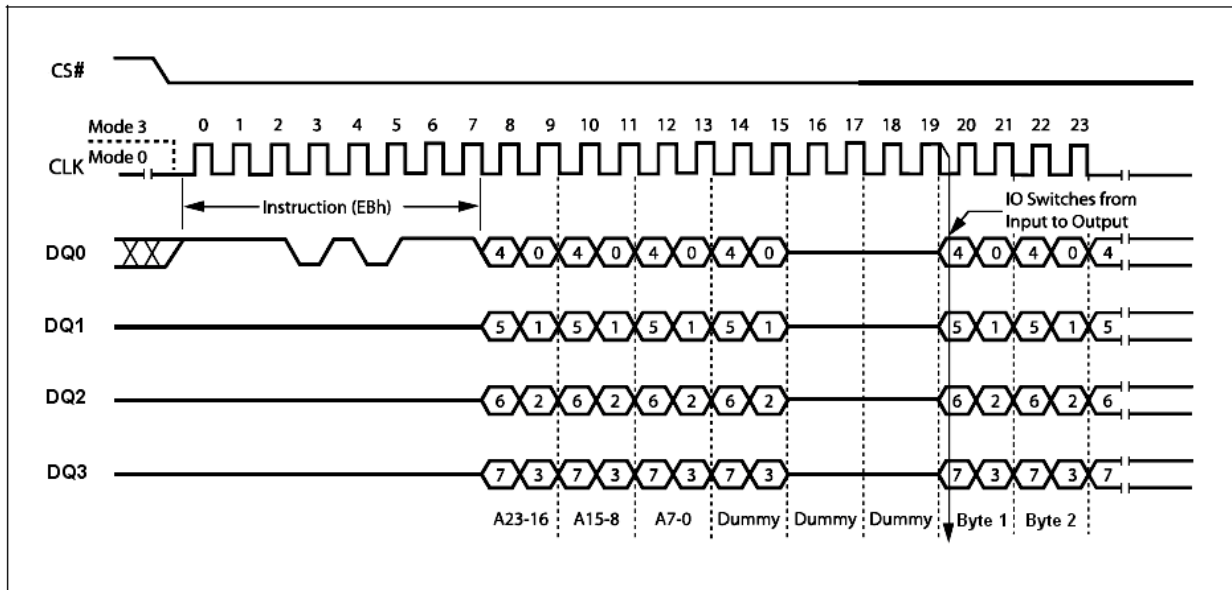 CS#
Mode 3
0 1 2 3 4 5 6 7 8 9 10 11 12 13 14 15 16 17 18 19 20 21 22 23
CLK
Mode 0
Instruction (EBh)
IO Switches from
Input to Output
DQ0
4 0 4 0 4 0 4 0 4 0 4 0 4
DQ1
5 1 5 1 5 1 5 1 5 1 5 1 5
DQ2
6 2 6 2 6 2 6 2 6 2 6 2 6
DQ3
7 3 7 3 7 3 7 3 7 3 7 3 7
A23-16 A15-8 A7-0 Dummy Dummy Dummy Byte 1 Byte 2